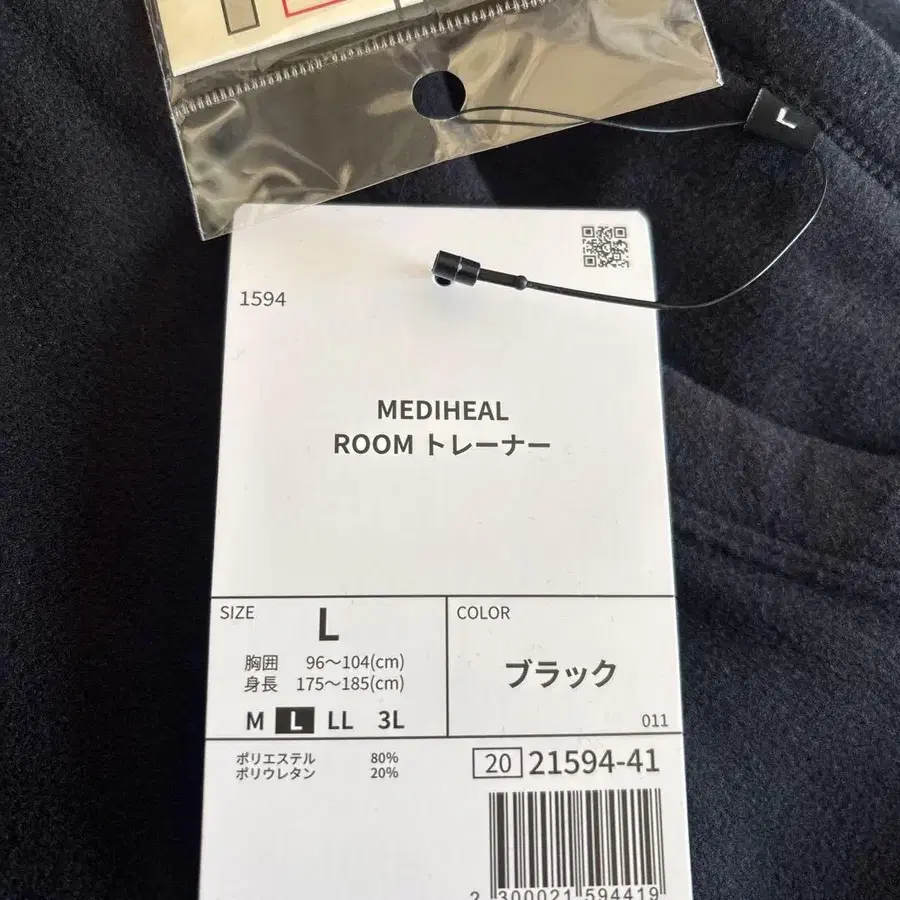 L
1594
MEDIHEAL
ROOM トレーナー
SIZE
L
胸囲 96〜104(cm)
身長 175〜185(cm)
M L LL 3L
COLOR
ブラック
011
ポリエステル 80%
ポリウレタン 20%
20 21594-41
2 300021 594419